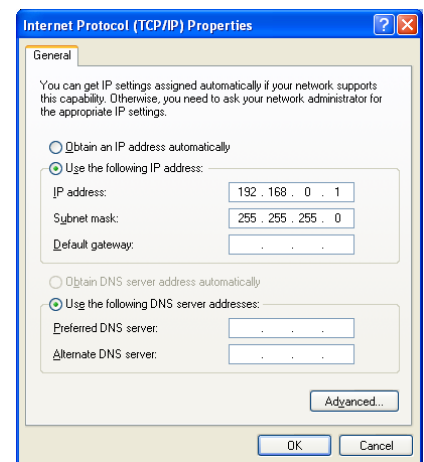 Internet Protocol (TCP/IP) Properties
General
You can get IP settings assigned automatically if your network supports
this capability. Otherwise, you need to ask your network administrator for
the appropriate IP settings.
Obtain an IP address automatically
Use the following IP address:
IP address: 192 . 168 . 0 . 1
Subnet mask: 255 . 255 . 255 . 0
Default gateway: . . .
Obtain DNS server address automatically
Use the following DNS server addresses:
Preferred DNS server: . . .
Alternate DNS server: . . .
Advanced...
OK Cancel